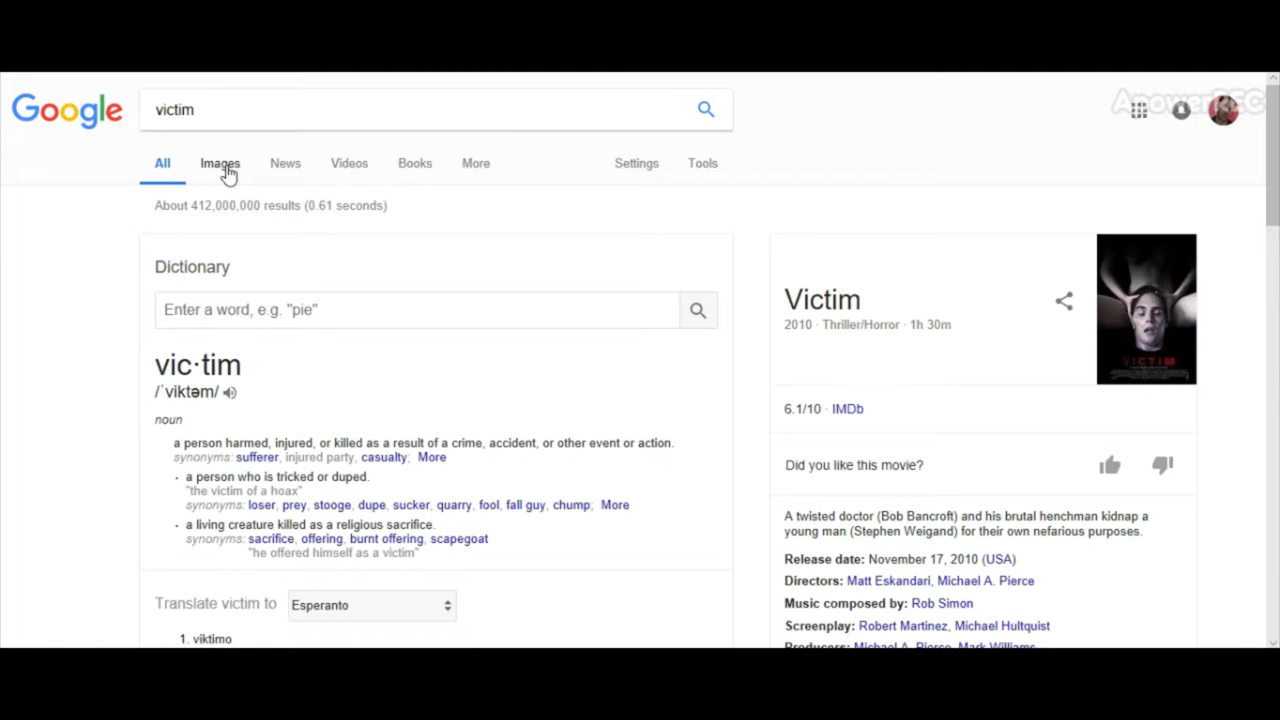 ApowerREC
Google
victim
All Images News Videos Books More Settings Tools
About 412,000,000 results (0.61 seconds)
Dictionary
Enter a word, e.g. "pie"
vic·tim
/ˈviktəm/
noun
a person harmed, injured, or killed as a result of a crime, accident, or other event or action.
synonyms: sufferer, injured party, casualty; More
· a person who is tricked or duped.
"the victim of a hoax"
synonyms: loser, prey, stooge, dupe, sucker, quarry, fool, fall guy, chump; More
· a living creature killed as a religious sacrifice.
synonyms: sacrifice, offering, burnt offering, scapegoat
"he offered himself as a victim"
Translate victim to Esperanto
1. viktimo
Victim
2010 · Thriller/Horror · 1h 30m
VICTIM
6.1/10 · IMDb
Did you like this movie?
A twisted doctor (Bob Bancroft) and his brutal henchman kidnap a
young man (Stephen Weigand) for their own nefarious purposes.
Release date: November 17, 2010 (USA)
Directors: Matt Eskandari, Michael A. Pierce
Music composed by: Rob Simon
Screenplay: Robert Martinez, Michael Hultquist
Producers: Michael A. Pierce, Mark Williams